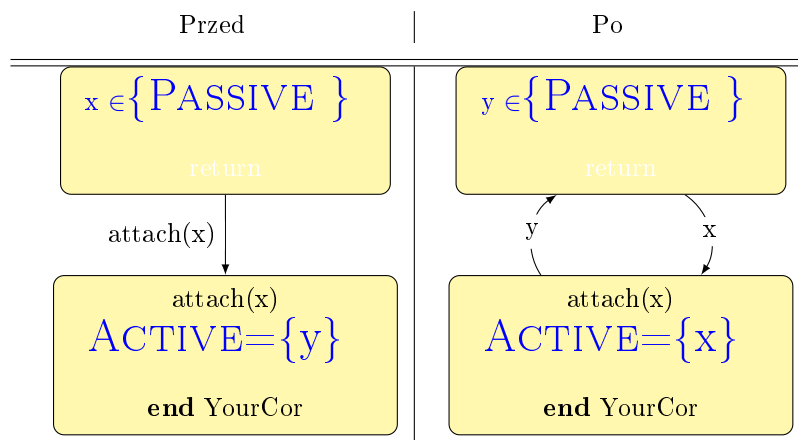 Przed | Po
x ∈{PASSIVE }
return
attach(x)
attach(x)
ACTIVE={y}
end YourCor
y ∈{PASSIVE }
return
y
x
attach(x)
ACTIVE={x}
end YourCor